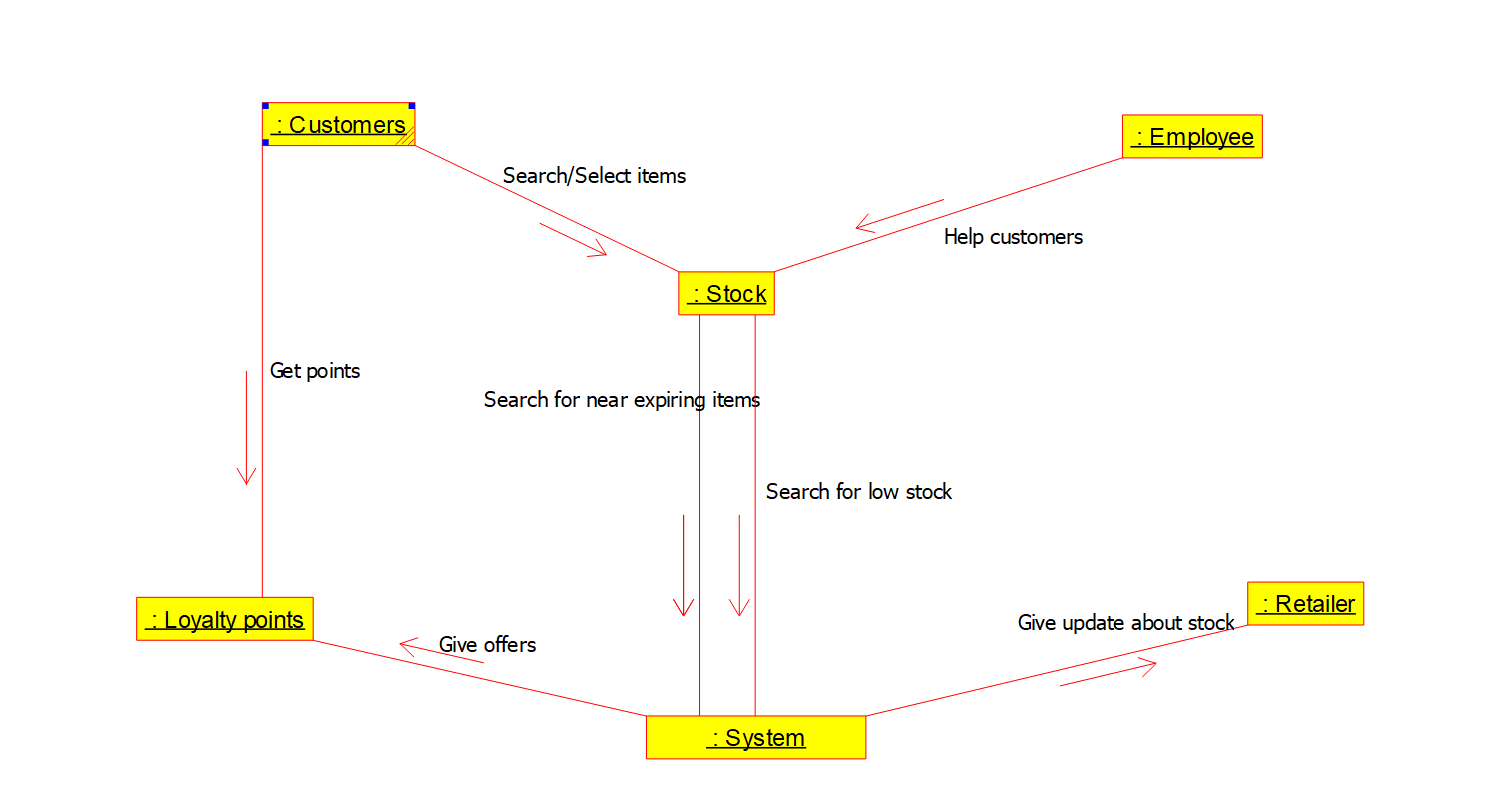 : Customers
: Employee
Search/Select items
Help customers
: Stock
Get points
Search for near expiring items
Search for low stock
: Retailer
: Loyalty points
Give update about stock
Give offers
: System